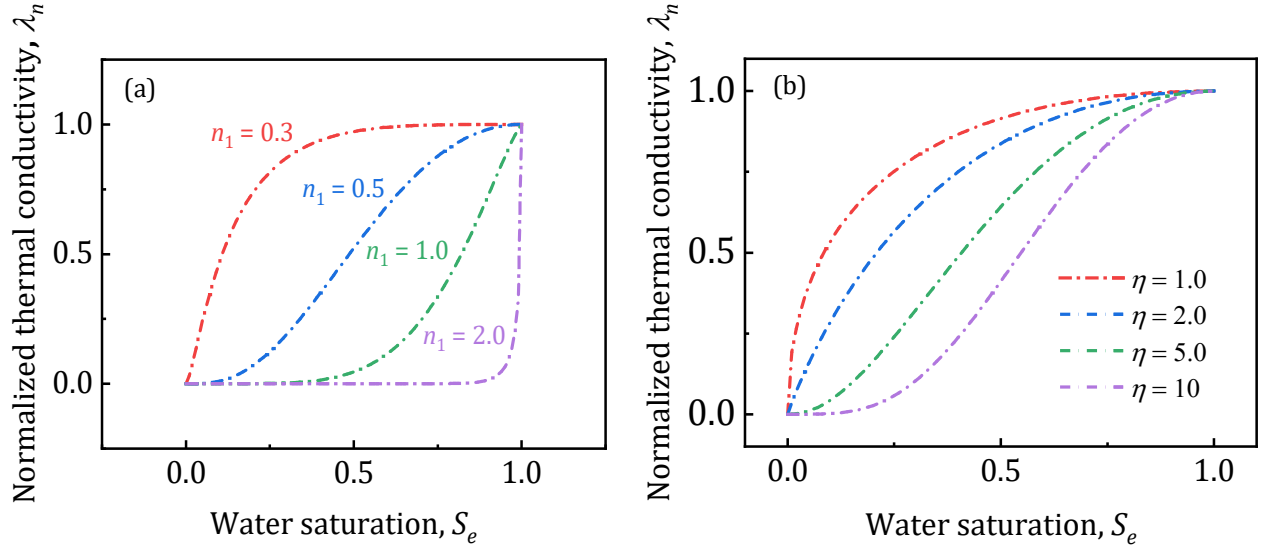 Normalized thermal conductivity, λₙ
(a)
1.0
0.5
0.0
n₁ = 0.3
n₁ = 0.5
n₁ = 1.0
n₁ = 2.0
0.0 0.5 1.0
Water saturation, Sₑ
Normalized thermal conductivity, λₙ
(b)
1.0
0.5
0.0
η = 1.0
η = 2.0
η = 5.0
η = 10
0.0 0.5 1.0
Water saturation, Sₑ